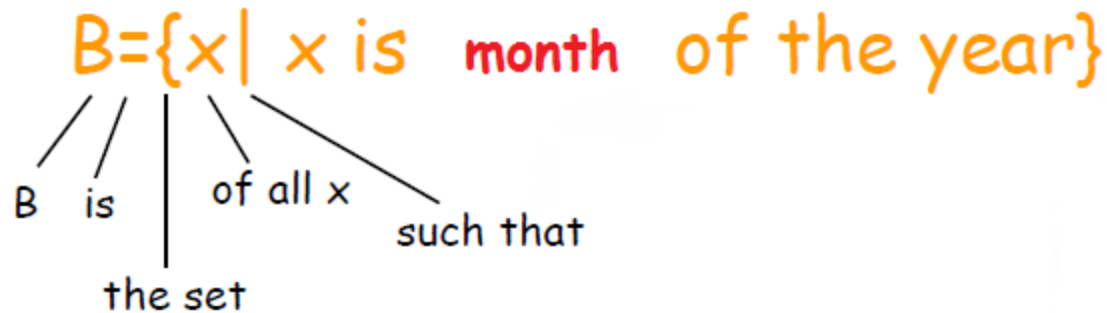 B={x| x is month of the year}
B is of all x
such that
the set